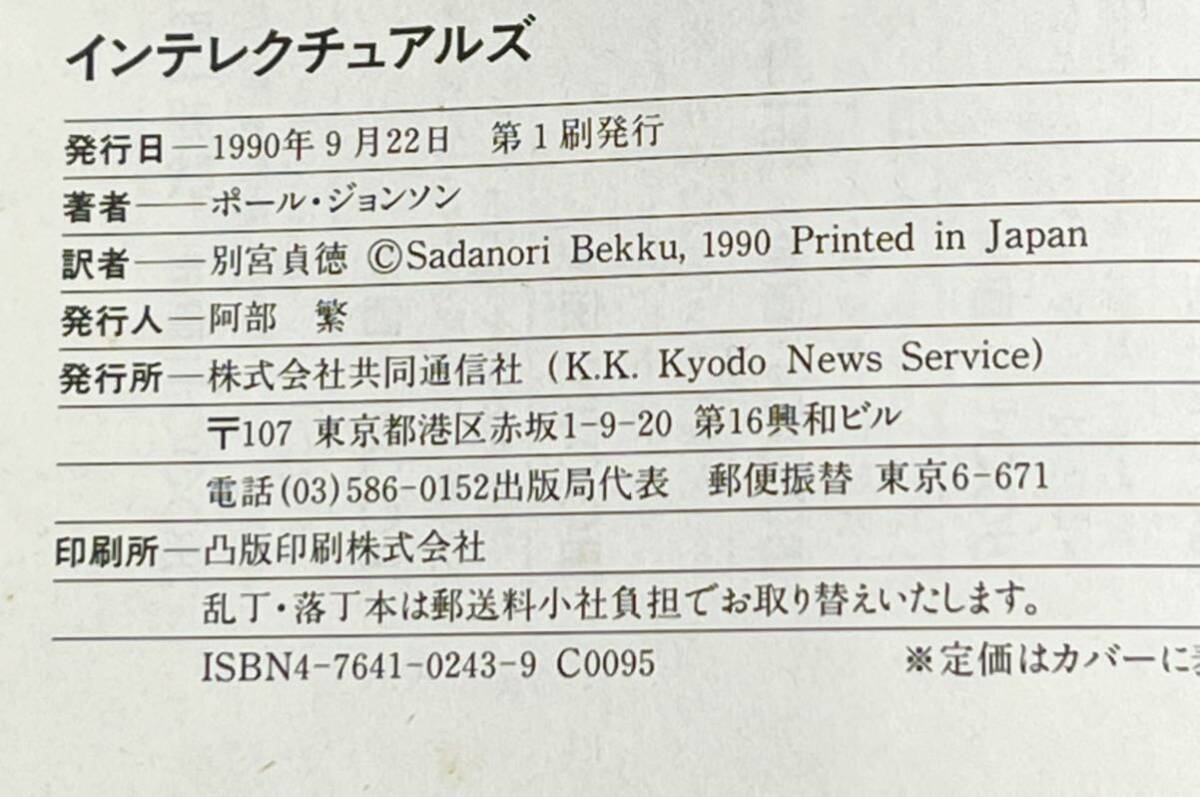 インテレクチュアルズ
発行日―1990年9月22日　第1刷発行
著者――ポール・ジョンソン
訳者――別宮貞徳 ©Sadanori Bekku, 1990 Printed in Japan
発行人―阿部　繁
発行所―株式会社共同通信社 (K.K. Kyodo News Service)
〒107 東京都港区赤坂1-9-20 第16興和ビル
電話(03)586-0152出版局代表　郵便振替 東京6-671
印刷所―凸版印刷株式会社
乱丁・落丁本は郵送料小社負担でお取り替えいたします。
ISBN4-7641-0243-9 C0095　※定価はカバーに